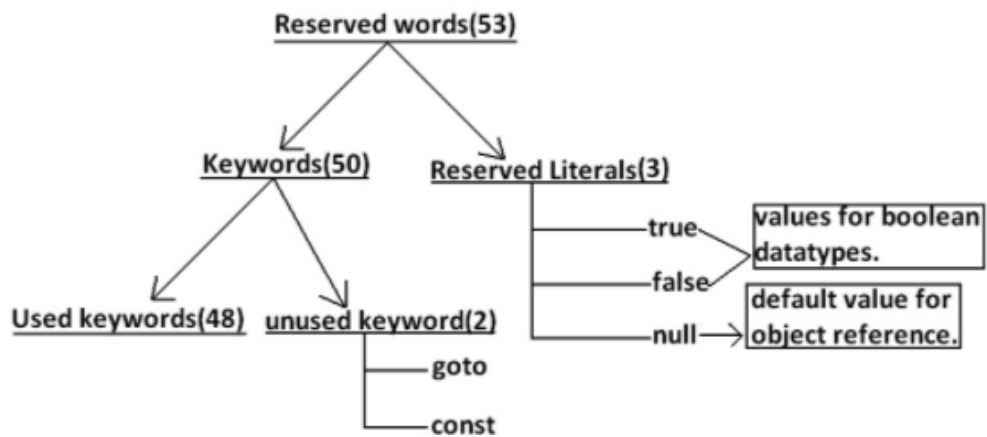 Reserved words(53)
Keywords(50)
Reserved Literals(3)
true
values for boolean
datatypes.
false
Used keywords(48)
unused keyword(2)
null
default value for
object reference.
goto
const